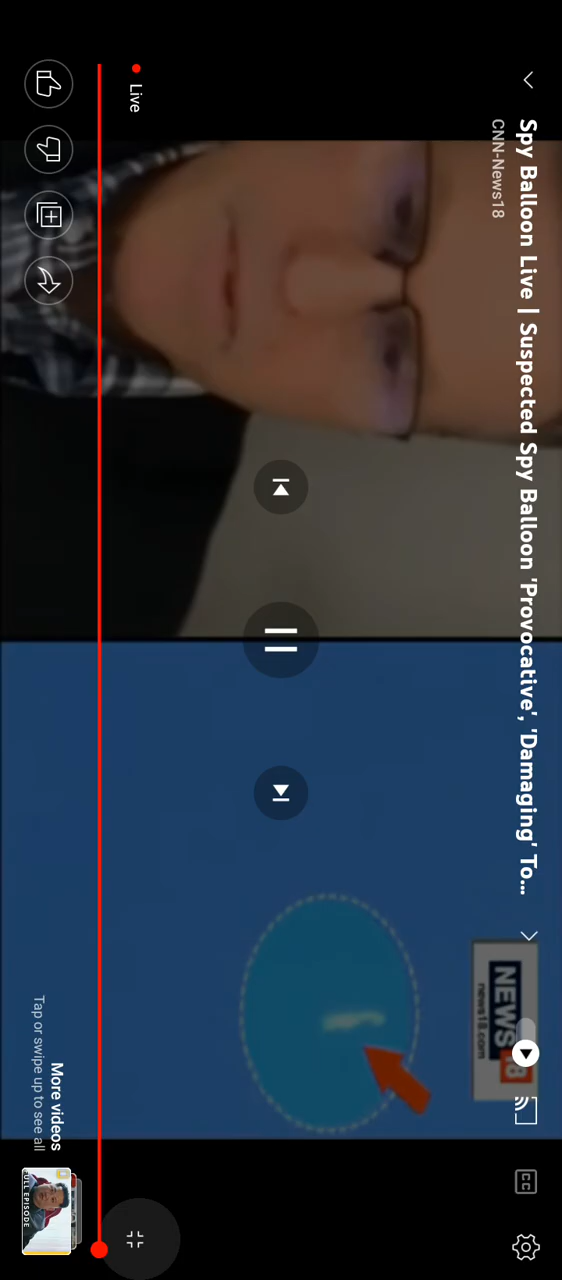 Spy Balloon Live | Suspected Spy Balloon 'Provocative', 'Damaging' To...
CNN-News18
NEWS18
news18.com
CC
Live
More videos
Tap or swipe up to see all
FULL EPISODE